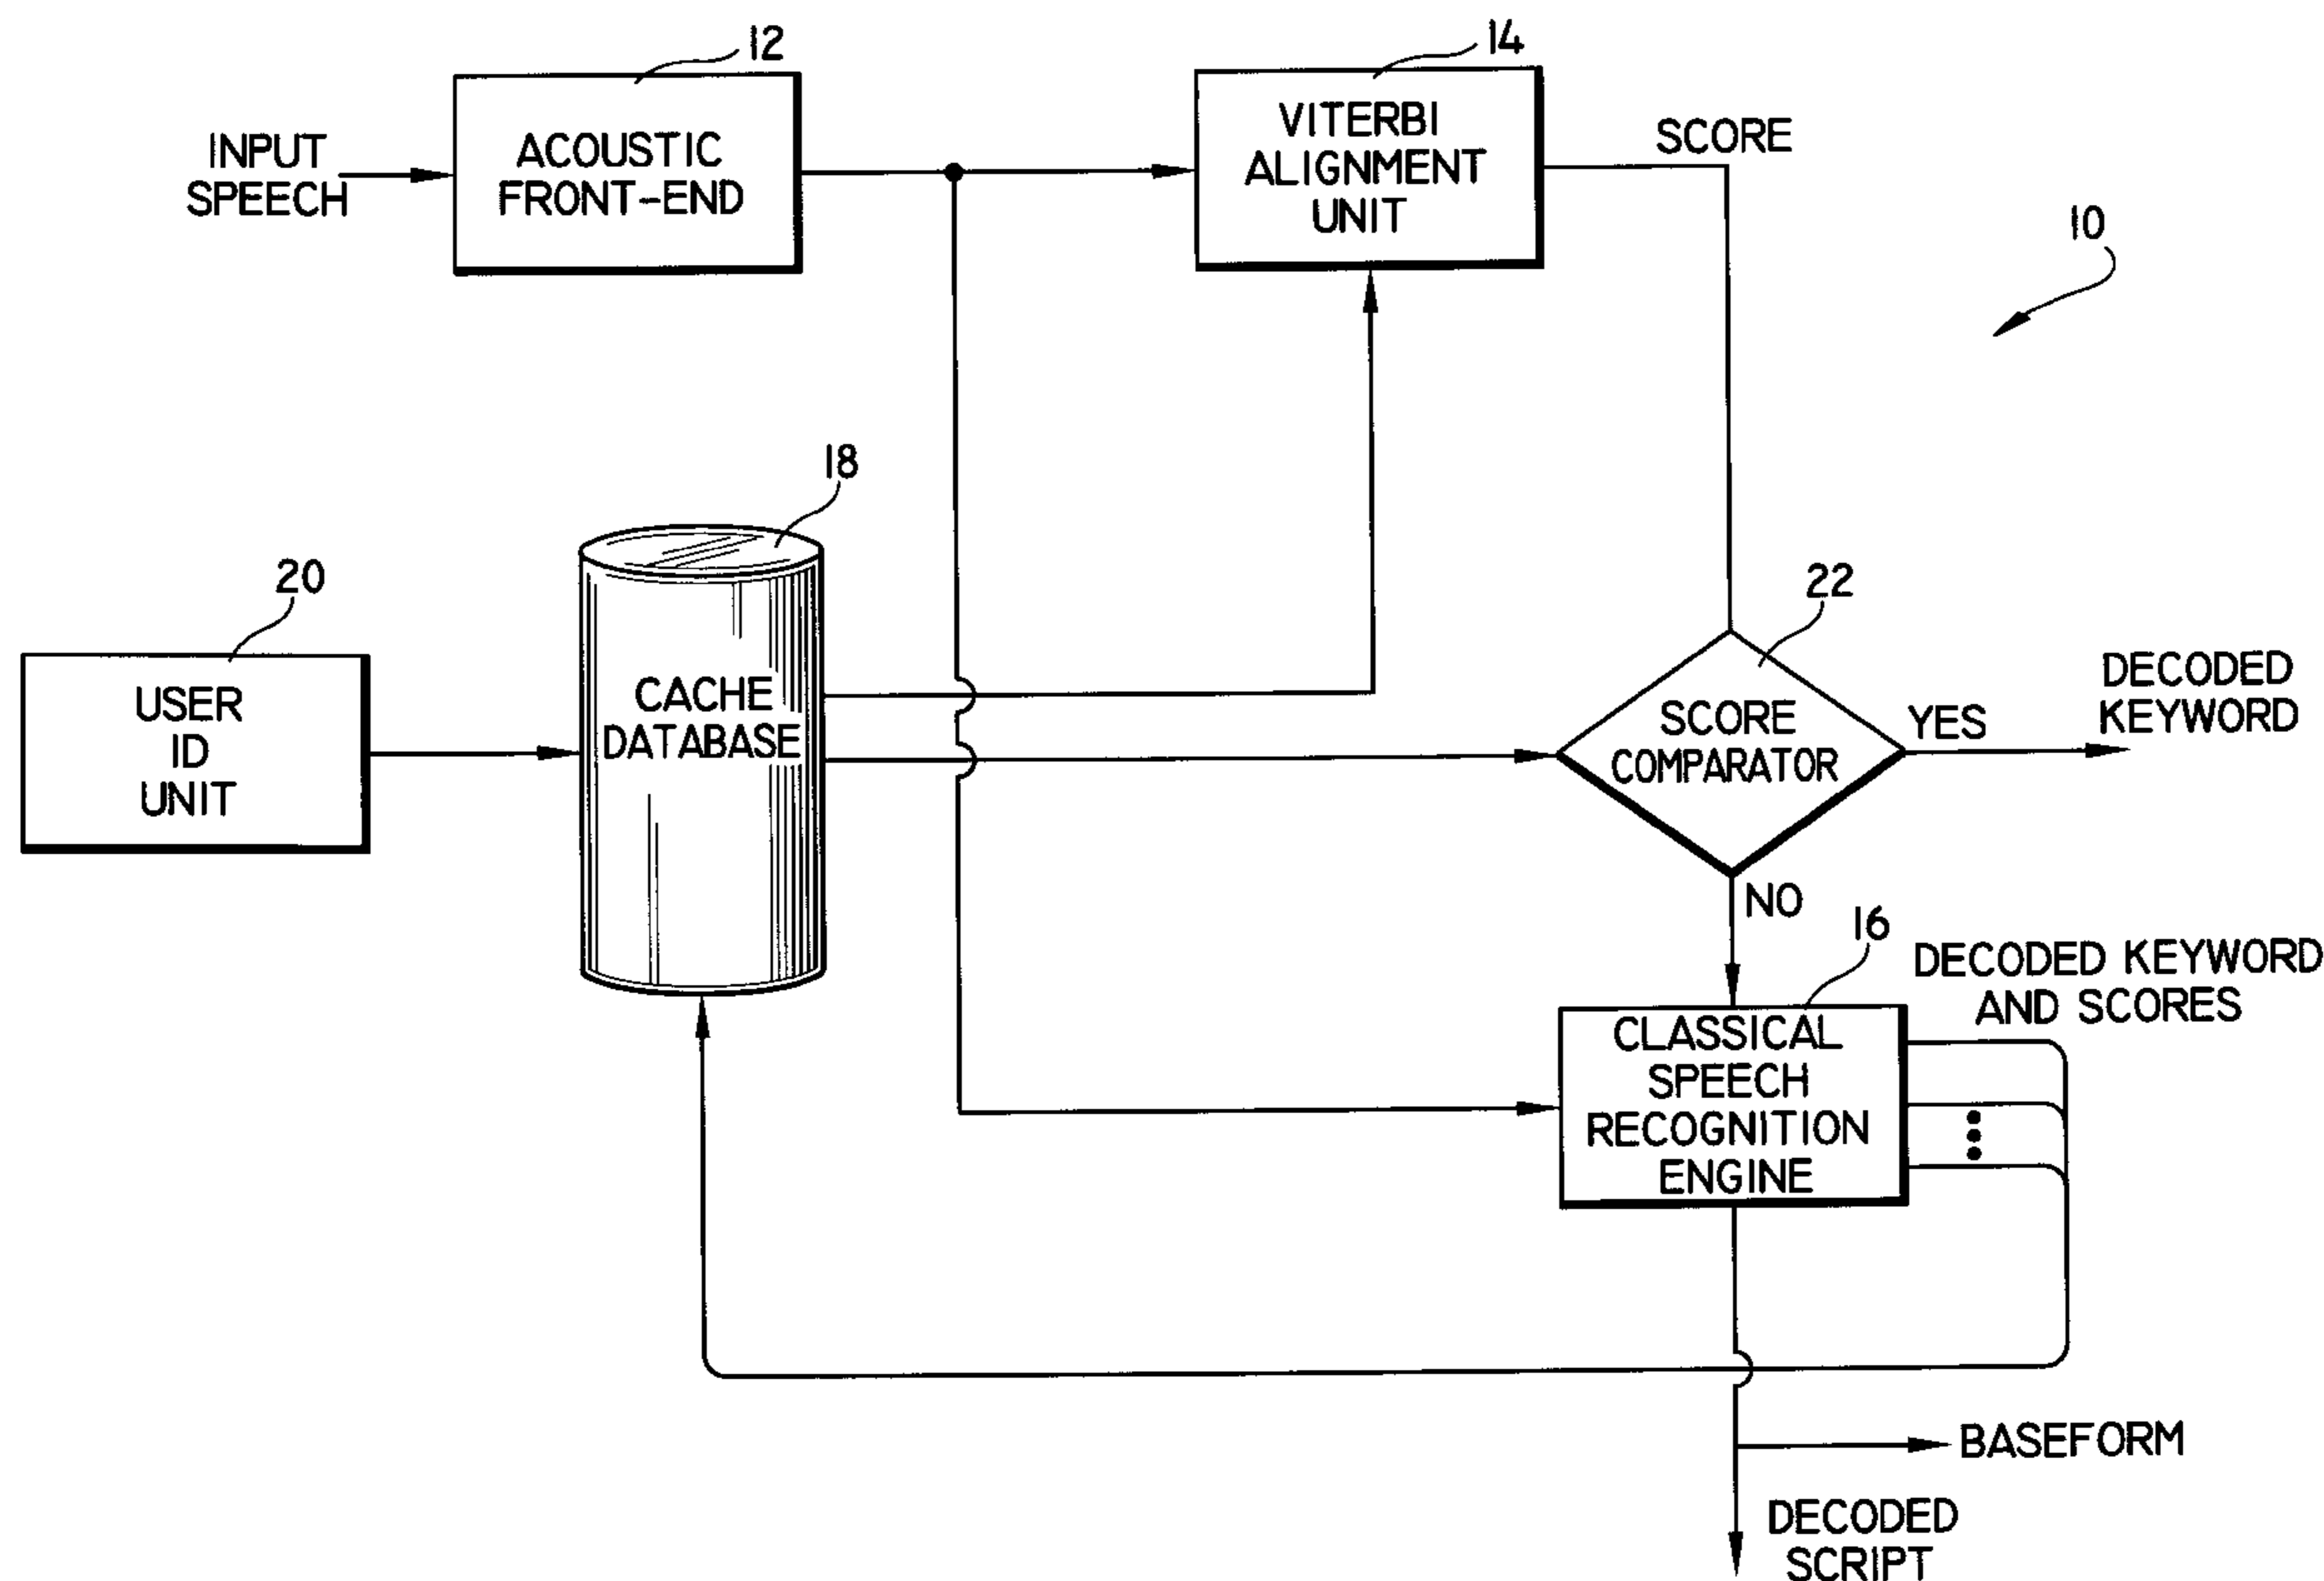 12
14
INPUT
SPEECH
ACOUSTIC
FRONT-END
VITERBI
ALIGNMENT
UNIT
SCORE
10
18
20
22
USER
ID
UNIT
CACHE
DATABASE
SCORE
COMPARATOR
YES
DECODED
KEYWORD
NO
16
DECODED KEYWORD
AND SCORES
CLASSICAL
SPEECH
RECOGNITION
ENGINE
BASEFORM
DECODED
SCRIPT